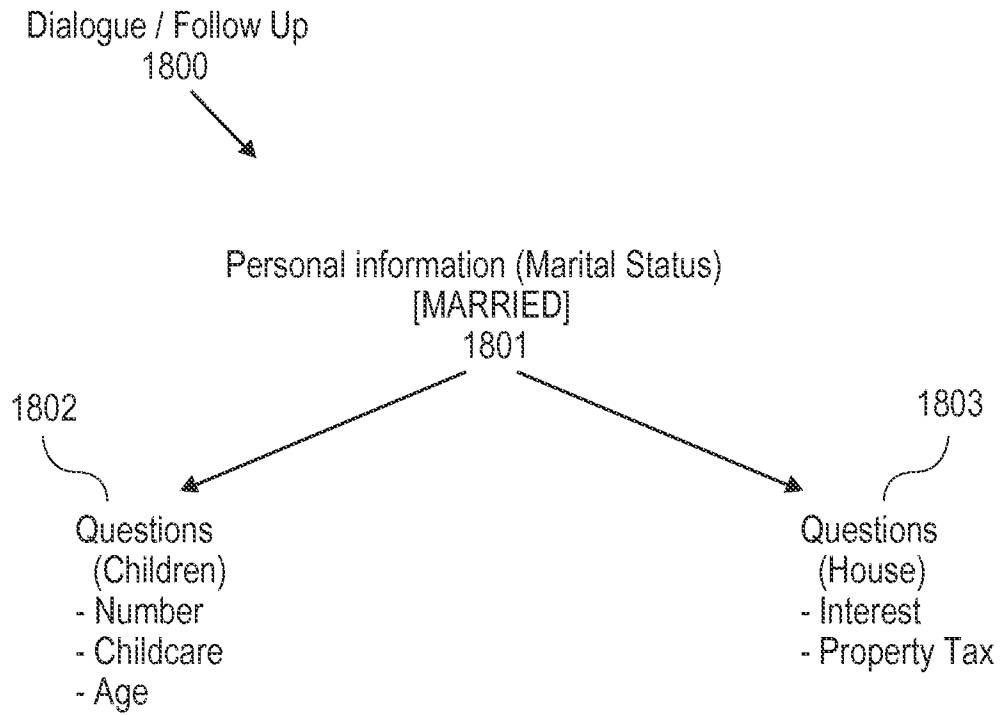 Dialogue / Follow Up
1800
Personal information (Marital Status)
[MARRIED]
1801
1802
Questions
(Children)
- Number
- Childcare
- Age
1803
Questions
(House)
- Interest
- Property Tax